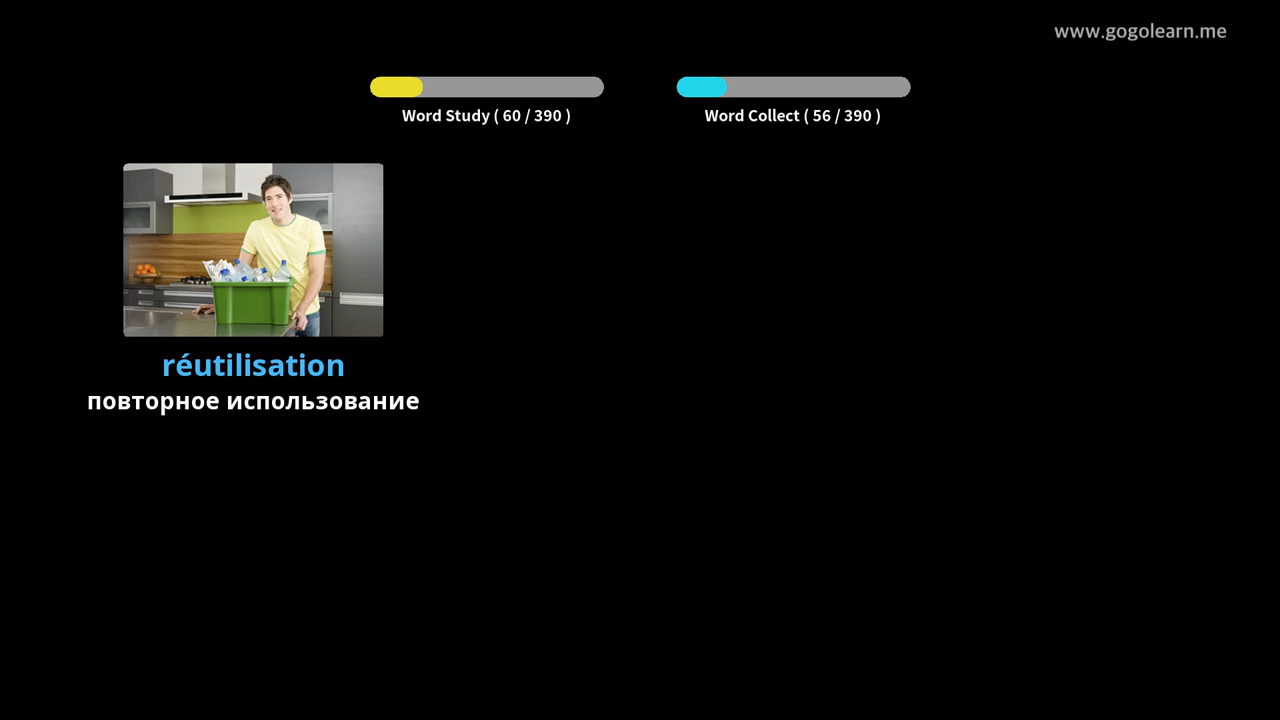 www.gogolearn.me
Word Study ( 60 / 390 )
Word Collect ( 56 / 390 )
réutilisation
повторное использование